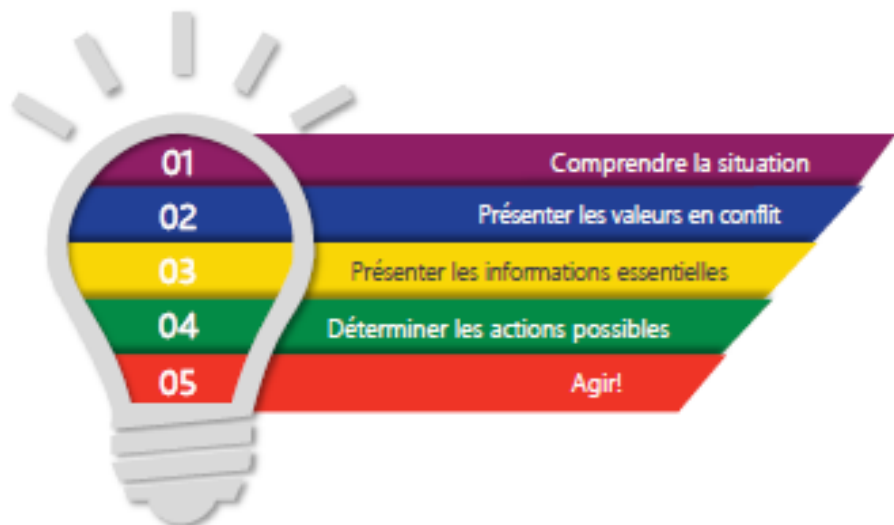 01 Comprendre la situation
02 Présenter les valeurs en conflit
03 Présenter les informations essentielles
04 Déterminer les actions possibles
05 Agir!